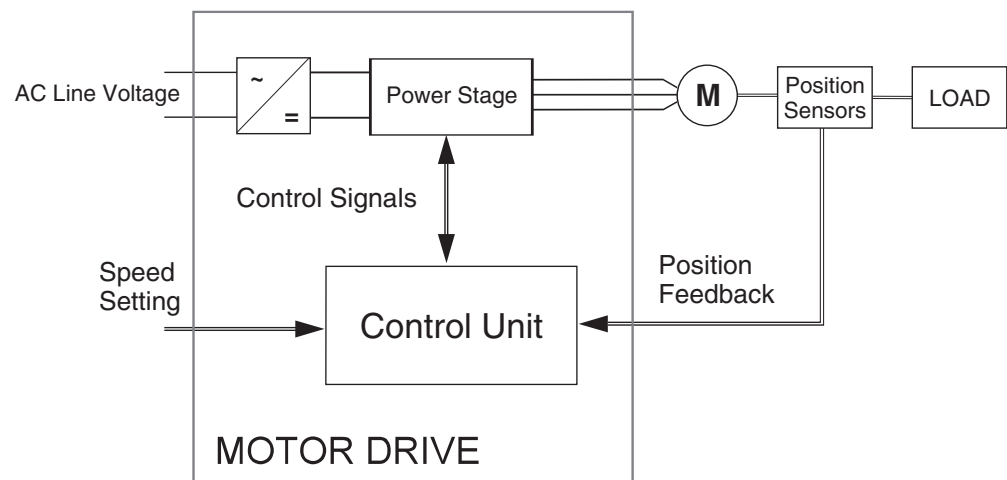 AC Line Voltage
~
=
Power Stage
M
Position
Sensors
LOAD
Control Signals
Speed
Setting
Position
Feedback
Control Unit
MOTOR DRIVE